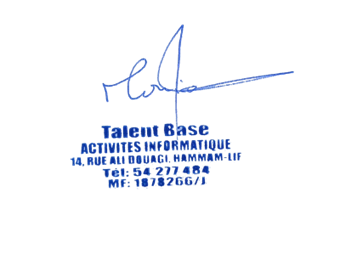 Talent Base
ACTIVITES INFORMATIQUE
14, RUE ALI DOUAGI, HAMMAM-LIF
Tél: 54 277 484
MF: 1878266/J